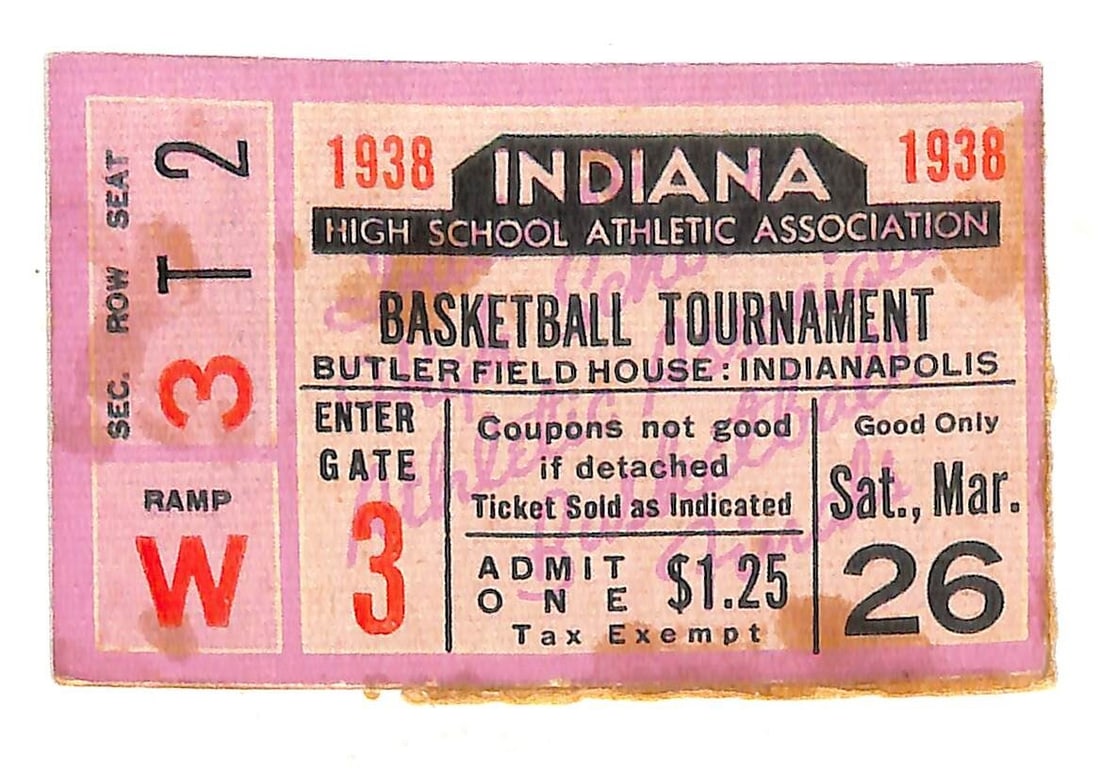 SEC. ROW SEAT
3 T 2
RAMP
W
1938 INDIANA 1938
HIGH SCHOOL ATHLETIC ASSOCIATION
BASKETBALL TOURNAMENT
BUTLER FIELD HOUSE : INDIANAPOLIS
ENTER
GATE
3
Coupons not good
if detached
Ticket Sold as Indicated
ADMIT
ONE $1.25
Tax Exempt
Good Only
Sat., Mar.
26